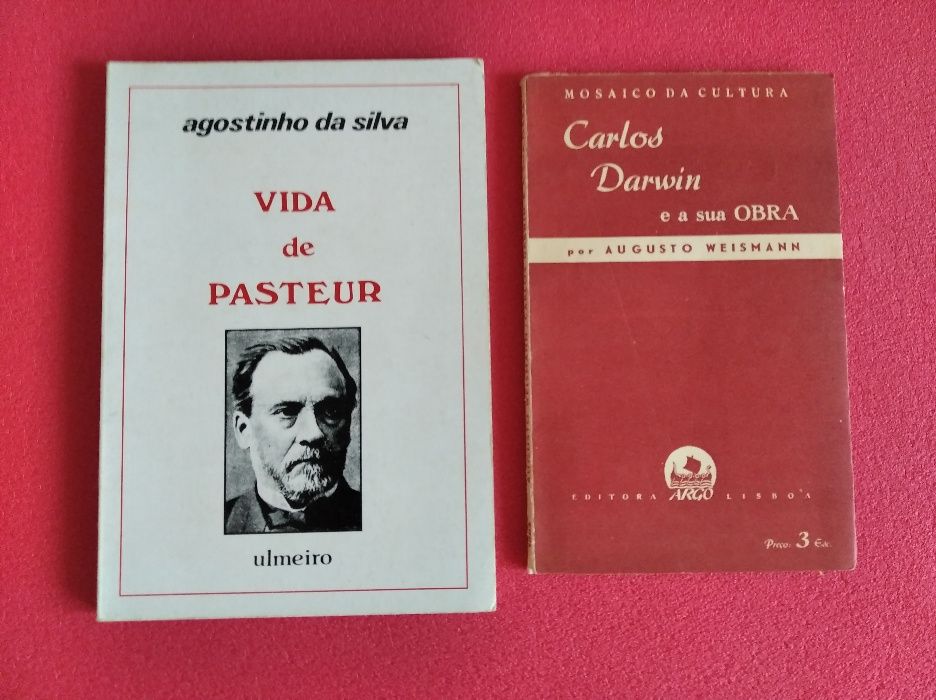 agostinho da silva
VIDA
de
PASTEUR
ulmeiro
MOSAICO DA CULTURA
Carlos
Darwin
e a sua OBRA
por AUGUSTO WEISMANN
EDITORA ARGO LISBOA
Preço: 3 Esc.